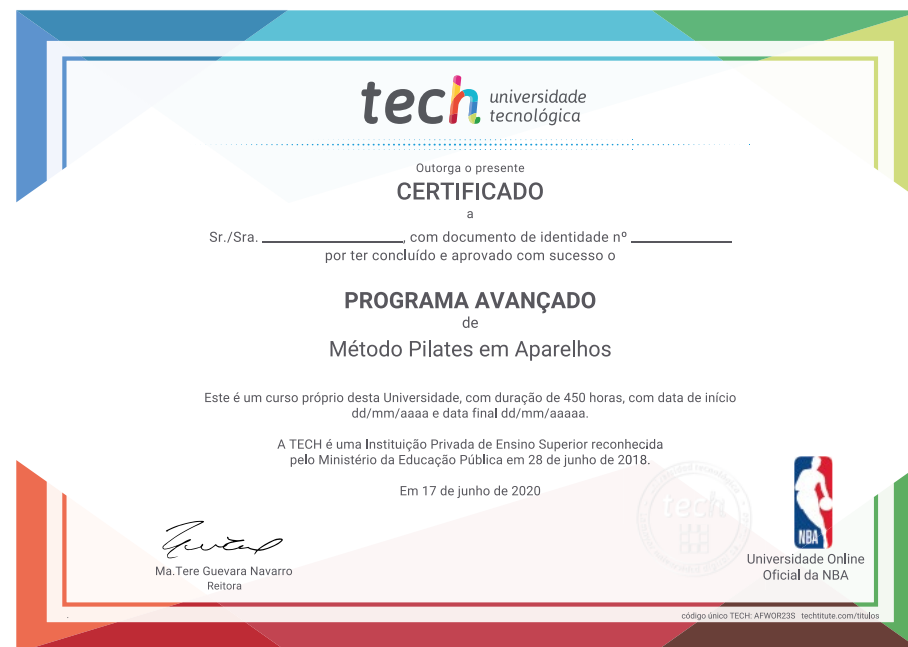 tech universidade
tecnológica
Outorga o presente
CERTIFICADO
a
Sr./Sra. ______________, com documento de identidade nº __________
por ter concluído e aprovado com sucesso o
PROGRAMA AVANÇADO
de
Método Pilates em Aparelhos
Este é um curso próprio desta Universidade, com duração de 450 horas, com data de início
dd/mm/aaaa e data final dd/mm/aaaaa.
A TECH é uma Instituição Privada de Ensino Superior reconhecida
pelo Ministério da Educação Pública em 28 de junho de 2018.
Em 17 de junho de 2020
tech
NBA
Ma.Tere Guevara Navarro
Reitora
Universidade Online
Oficial da NBA
código único TECH: AFWOR23S techtitute.com/titulos